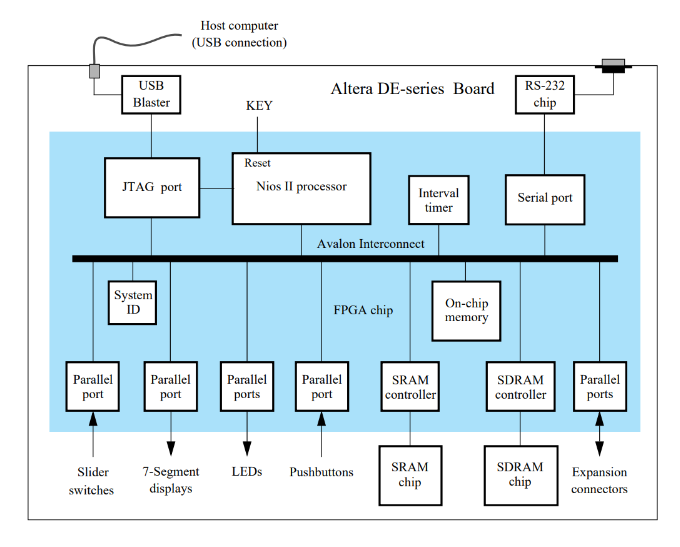 Host computer
(USB connection)
USB
Blaster
Altera DE-series  Board
RS-232
chip
KEY
Reset
JTAG  port
Nios II processor
Interval
timer
Serial port
Avalon Interconnect
System
ID
FPGA chip
On-chip
memory
Parallel
port
Parallel
port
Parallel
ports
Parallel
port
SRAM
controller
SDRAM
controller
Parallel
ports
Slider
switches
7-Segment
displays
LEDs
Pushbuttons
SRAM
chip
SDRAM
chip
Expansion
connectors